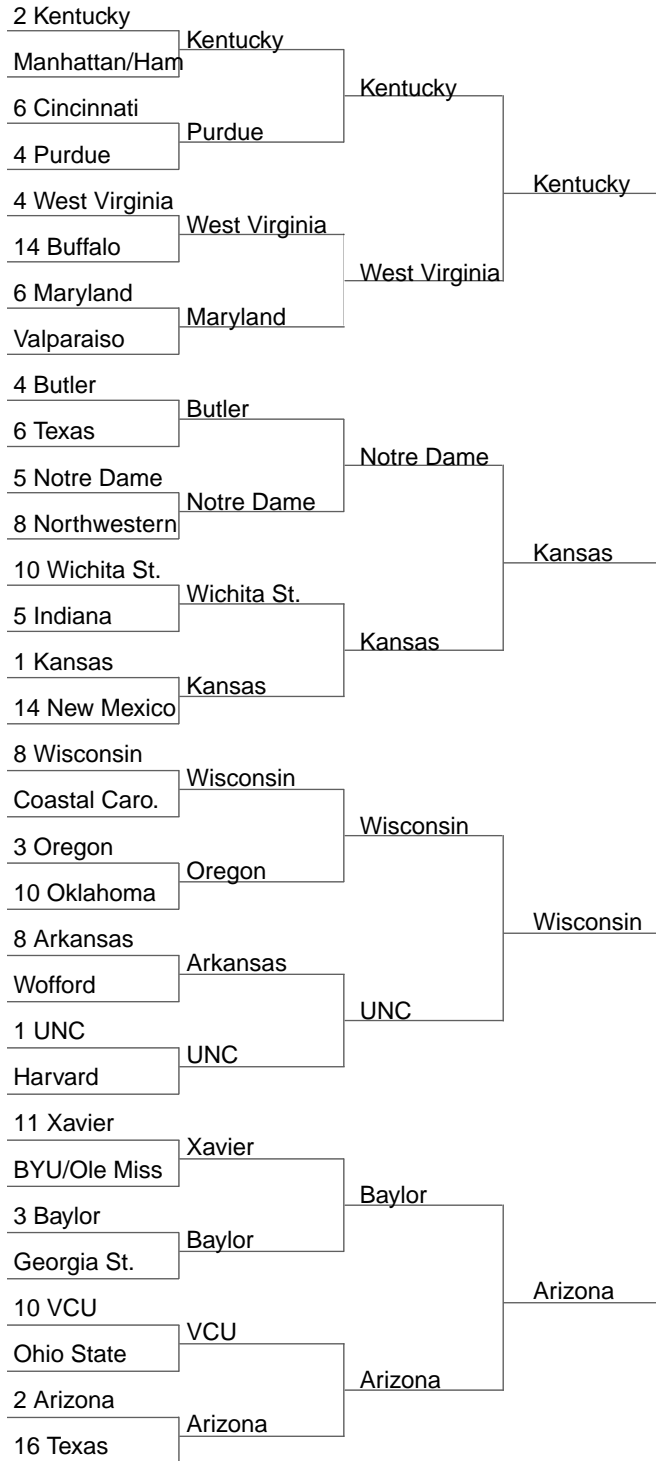 2 Kentucky
Manhattan/Ham
6 Cincinnati
4 Purdue
4 West Virginia
14 Buffalo
6 Maryland
Valparaiso
4 Butler
6 Texas
5 Notre Dame
8 Northwestern
10 Wichita St.
5 Indiana
1 Kansas
14 New Mexico
8 Wisconsin
Coastal Caro.
3 Oregon
10 Oklahoma
8 Arkansas
Wofford
1 UNC
Harvard
11 Xavier
BYU/Ole Miss
3 Baylor
Georgia St.
10 VCU
Ohio State
2 Arizona
16 Texas
Kentucky
Purdue
West Virginia
Maryland
Butler
Notre Dame
Wichita St.
Kansas
Wisconsin
Oregon
Arkansas
UNC
Xavier
Baylor
VCU
Arizona
Kentucky
West Virginia
Notre Dame
Kansas
Wisconsin
UNC
Baylor
Arizona
Kentucky
Kansas
Wisconsin
Arizona